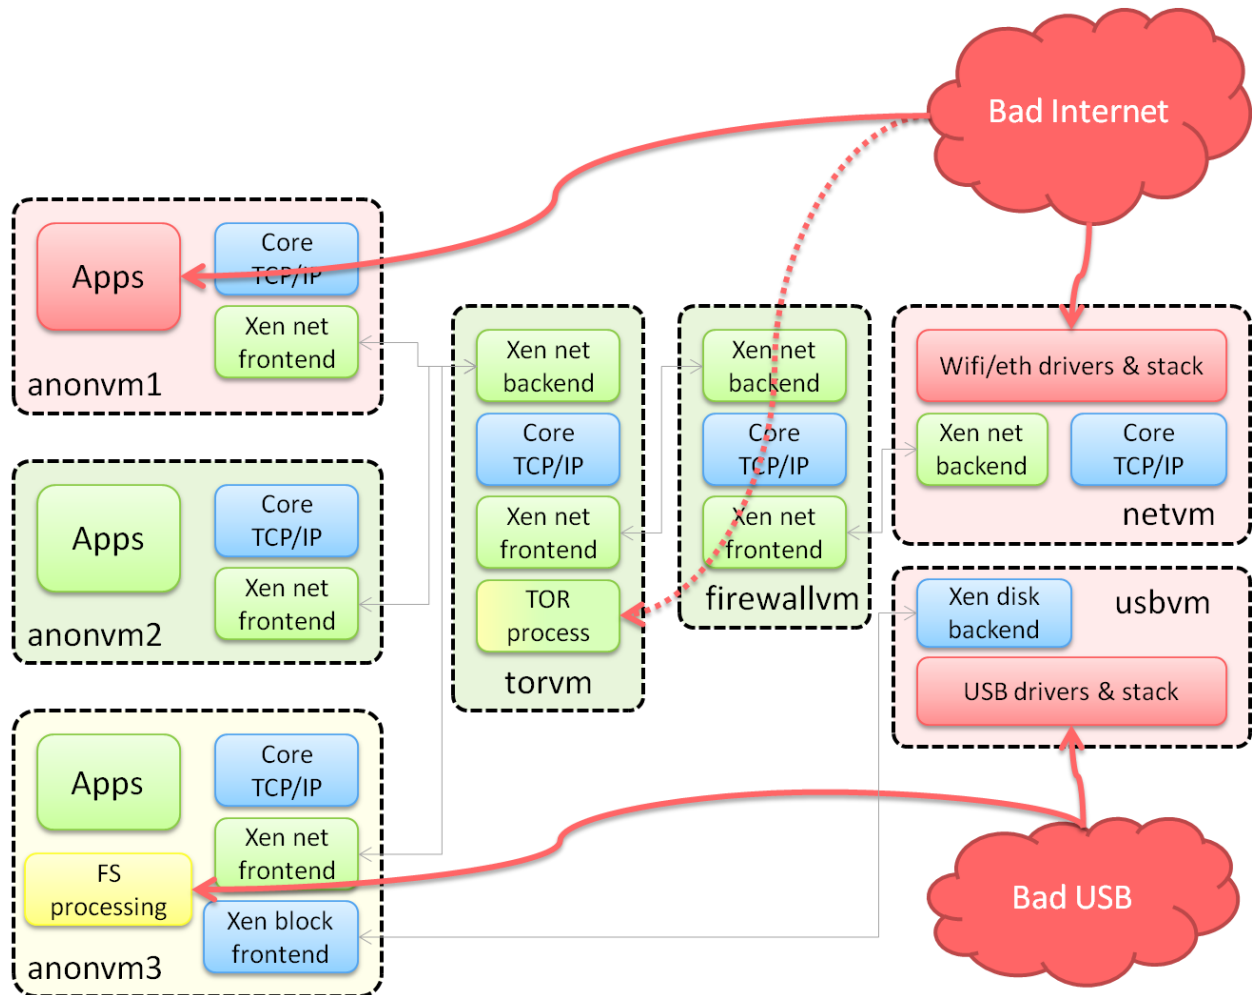 Bad Internet
Apps
Core
TCP/IP
Xen net
frontend
anonvm1
Apps
Core
TCP/IP
Xen net
frontend
anonvm2
Apps
Core
TCP/IP
Xen net
frontend
FS
processing
Xen block
frontend
anonvm3
Xen net
backend
Core
TCP/IP
Xen net
frontend
TOR
process
torvm
Xen net
backend
Core
TCP/IP
Xen net
frontend
firewallvm
Wifi/eth drivers & stack
Xen net
backend
Core
TCP/IP
netvm
Xen disk
backend
usbvm
USB drivers & stack
Bad USB